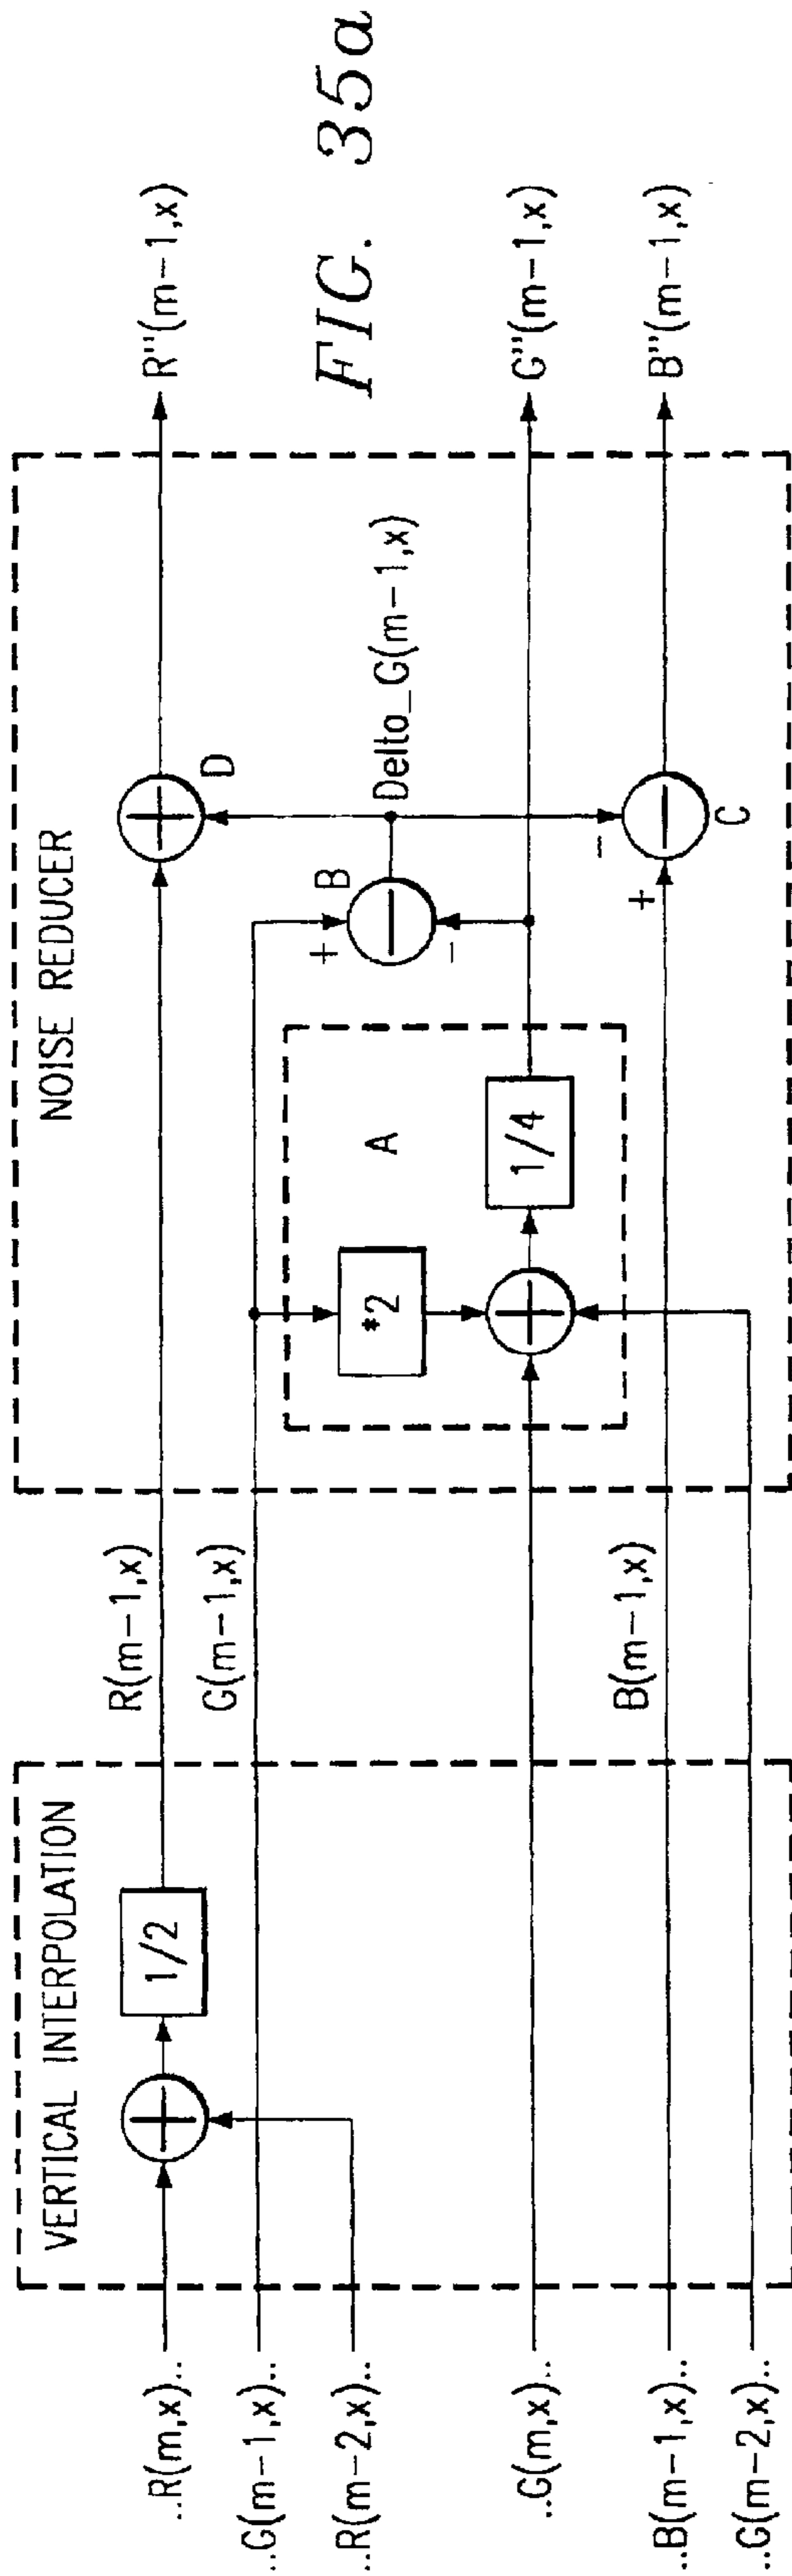 FIG. 35a
VERTICAL INTERPOLATION
NOISE REDUCER
..R(m,x)..
..G(m-1,x)..
..R(m-2,x)..
..G(m,x)..
..B(m-1,x)..
..G(m-2,x)..
+
1/2
R(m-1,x)
G(m-1,x)
B(m-1,x)
*2
+
1/4
A
+
-
−
B
Delta_G(m-1,x)
+
D
+
-
−
C
R"(m-1,x)
G"(m-1,x)
B"(m-1,x)